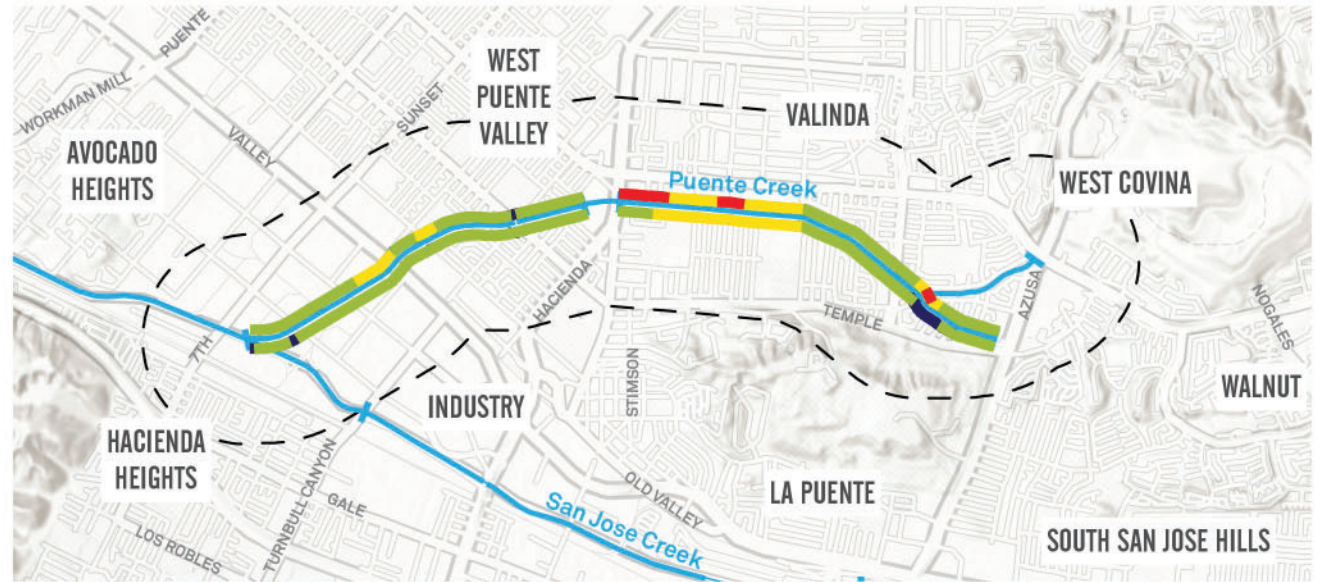 PUENTE
WORKMAN MILL
SUNSET
WEST
PUENTE
VALLEY
VALINDA
VALLEY
AVOCADO
HEIGHTS
Puente Creek
WEST COVINA
HACIENDA
AZUSA
NOGALES
7TH
TEMPLE
STIMSON
WALNUT
INDUSTRY
HACIENDA
HEIGHTS
TURNBULL CANYON
GALE
OLD VALLEY
LA PUENTE
San Jose Creek
LOS ROBLES
SOUTH SAN JOSE HILLS